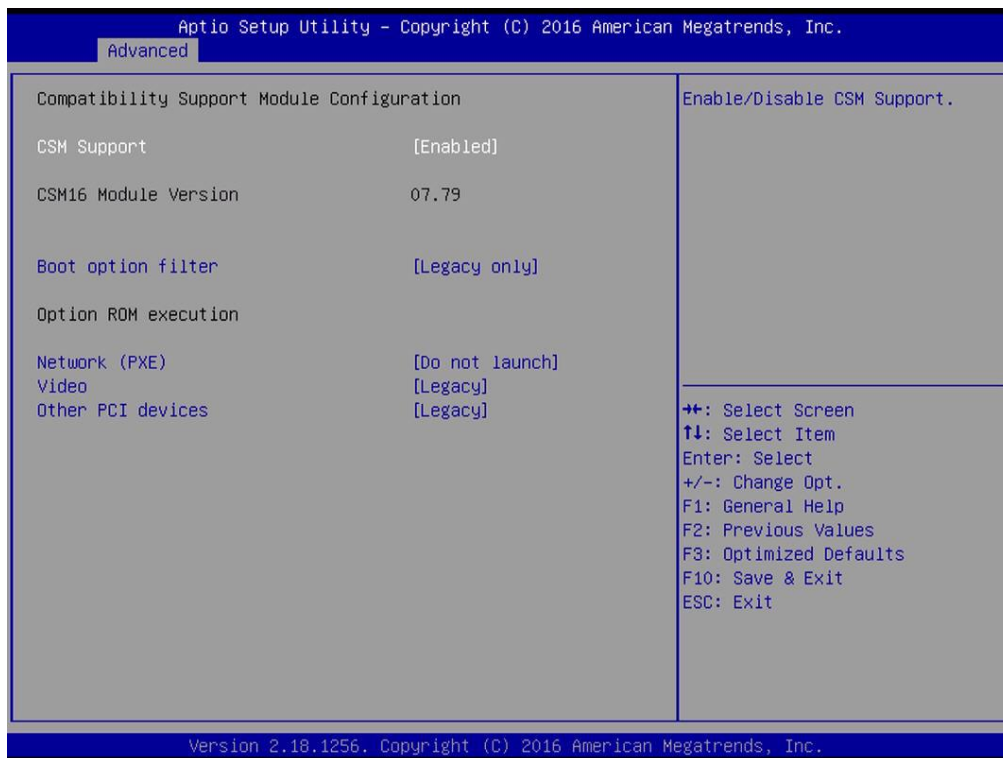 Aptio Setup Utility – Copyright (C) 2016 American Megatrends, Inc.
Advanced
Compatibility Support Module Configuration
CSM Support [Enabled]
CSM16 Module Version 07.79
Boot option filter [Legacy only]
Option ROM execution
Network (PXE) [Do not launch]
Video [Legacy]
Other PCI devices [Legacy]
Enable/Disable CSM Support.
→←: Select Screen
↑↓: Select Item
Enter: Select
+/-: Change Opt.
F1: General Help
F2: Previous Values
F3: Optimized Defaults
F10: Save & Exit
ESC: Exit
Version 2.18.1256. Copyright (C) 2016 American Megatrends, Inc.